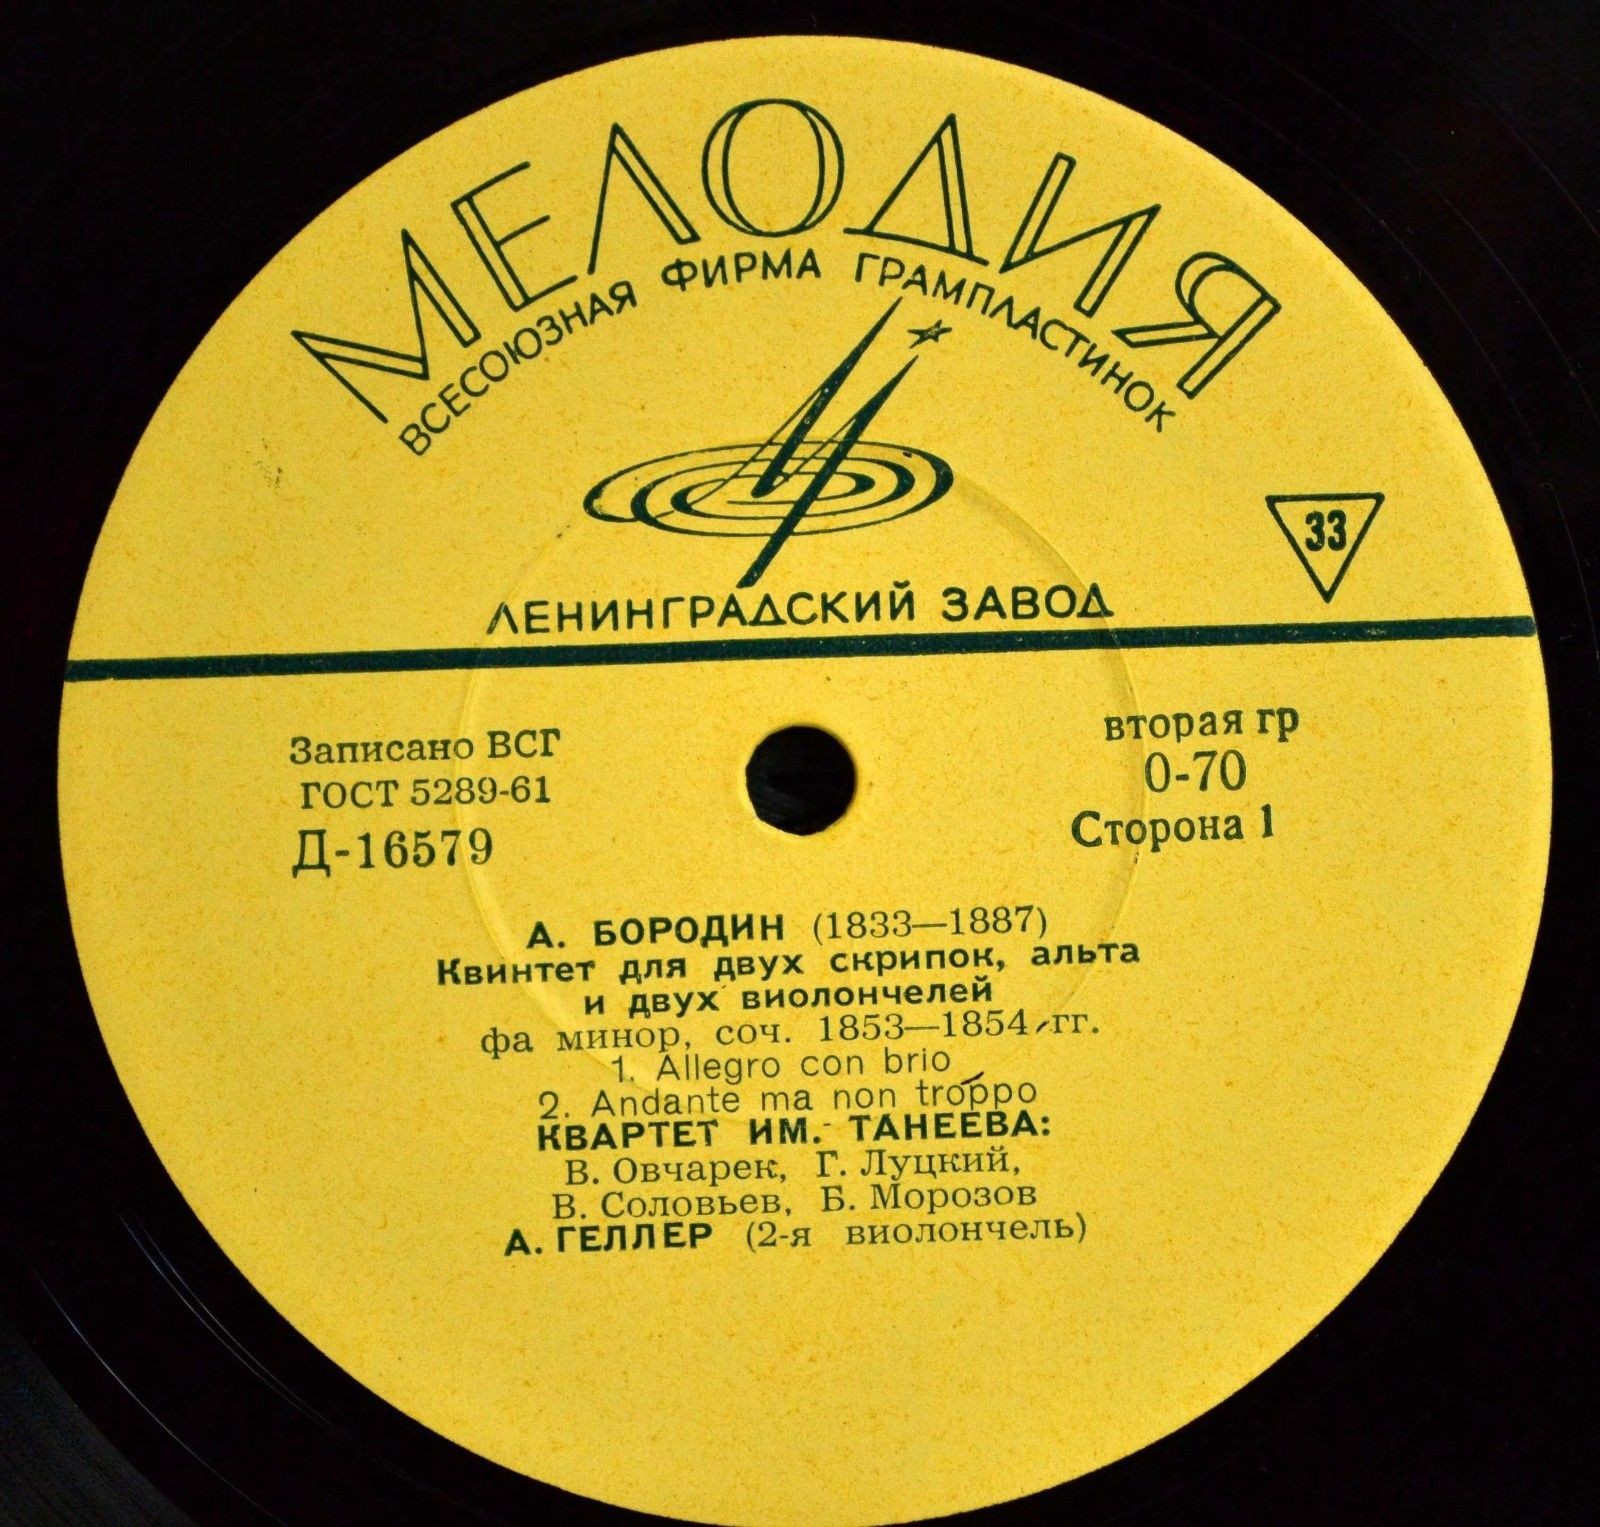 МЕЛОДИЯ
ВСЕСОЮЗНАЯ ФИРМА ГРАМПЛАСТИНОК
33
ЛЕНИНГРАДСКИЙ ЗАВОД
Записано ВСГ
ГОСТ 5289-61
Д-16579
вторая гр
0-70
Сторона 1
А. БОРОДИН (1833—1887)
Квинтет для двух скрипок, альта
и двух виолончелей
фа минор, соч. 1853—1854 гг.
1. Allegro con brio
2. Andante ma non troppo
КВАРТЕТ ИМ. ТАНЕЕВА:
В. Овчарек, Г. Луцкий,
В. Соловьев, Б. Морозов
А. ГЕЛЛЕР (2-я виолончель)